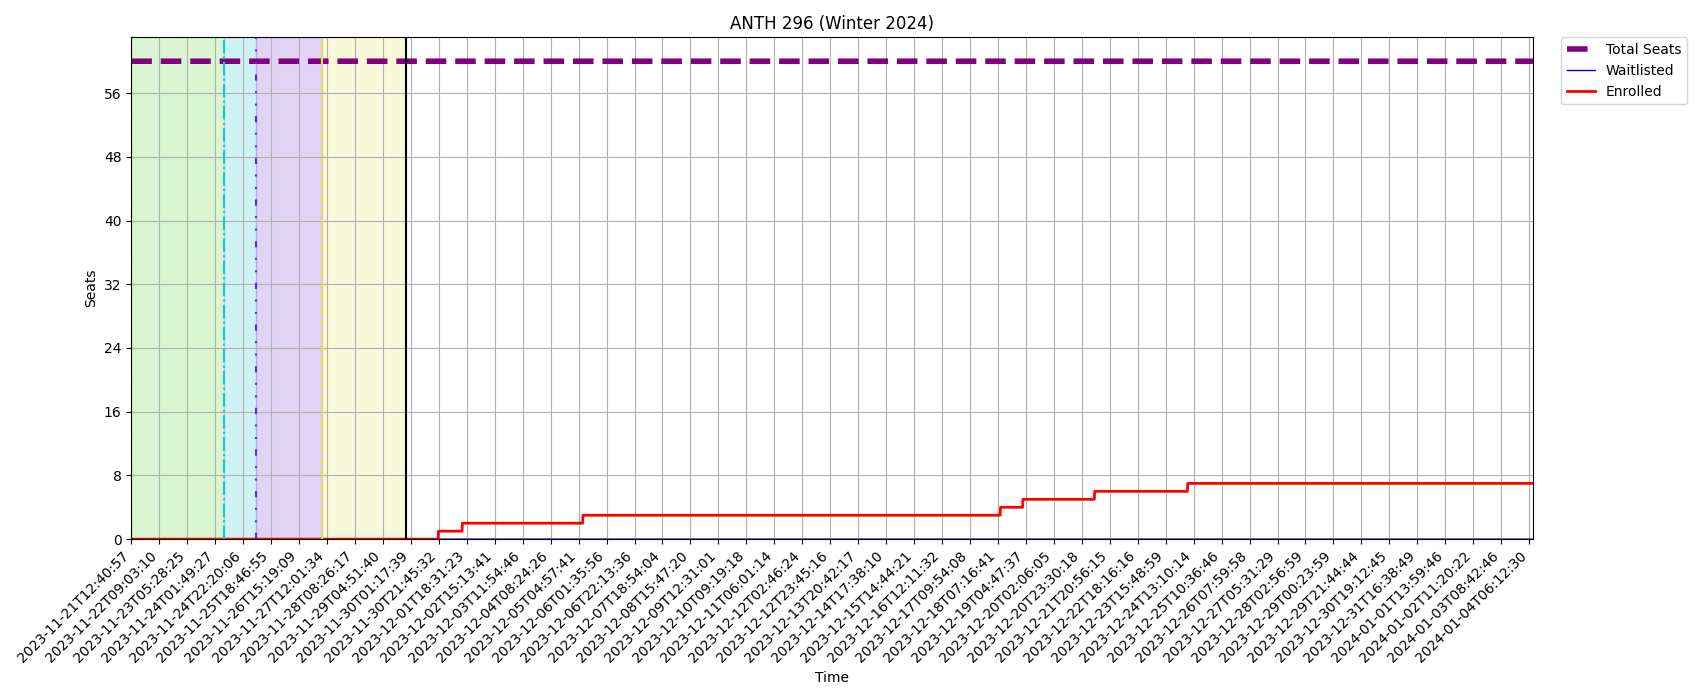 ANTH 296 (Winter 2024)
Total Seats
Waitlisted
Enrolled
Seats
56
48
40
32
24
16
8
0
2023-11-21T12:40:57
2023-11-22T09:03:10
2023-11-23T05:28:25
2023-11-24T01:49:27
2023-11-24T22:20:06
2023-11-25T18:46:55
2023-11-26T15:19:09
2023-11-27T12:01:34
2023-11-28T08:26:17
2023-11-29T04:51:40
2023-11-30T01:17:39
2023-11-30T21:45:32
2023-12-01T18:31:23
2023-12-02T15:13:41
2023-12-03T11:54:46
2023-12-04T08:24:26
2023-12-05T04:57:41
2023-12-06T01:35:56
2023-12-06T22:13:36
2023-12-07T18:54:04
2023-12-08T15:47:20
2023-12-09T12:31:01
2023-12-10T09:19:18
2023-12-11T06:01:14
2023-12-12T02:46:24
2023-12-12T23:45:16
2023-12-13T20:42:17
2023-12-14T17:38:10
2023-12-15T14:44:21
2023-12-16T12:11:32
2023-12-17T09:54:08
2023-12-18T07:16:41
2023-12-19T04:47:37
2023-12-20T02:06:05
2023-12-20T23:30:18
2023-12-21T20:56:15
2023-12-22T18:16:16
2023-12-23T15:48:59
2023-12-24T13:10:14
2023-12-25T10:36:46
2023-12-26T07:59:58
2023-12-27T05:31:29
2023-12-28T02:56:59
2023-12-29T00:23:59
2023-12-29T21:44:44
2023-12-30T19:12:45
2023-12-31T16:38:49
2024-01-01T13:59:46
2024-01-02T11:20:22
2024-01-03T08:42:46
2024-01-04T06:12:30
Time